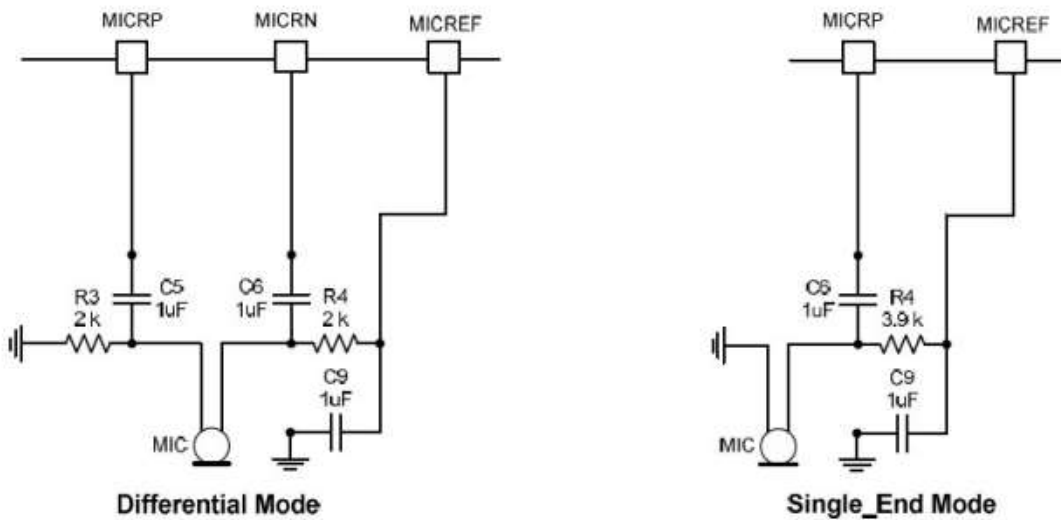 MICRP
MICRN
MICREF
R3
2 k
C5
1uF
C6
1uF
R4
2 k
C9
1uF
MIC
Differential Mode
MICRP
MICREF
C6
1uF
R4
3.9 k
C9
1uF
MIC
Single_End Mode